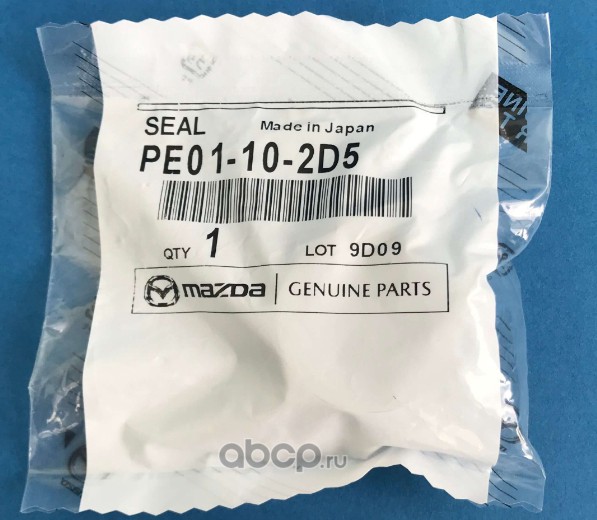 SEAL Made in Japan
PE01-10-2D5
QTY 1 LOT 9D09
mazda GENUINE PARTS
abcp.ru